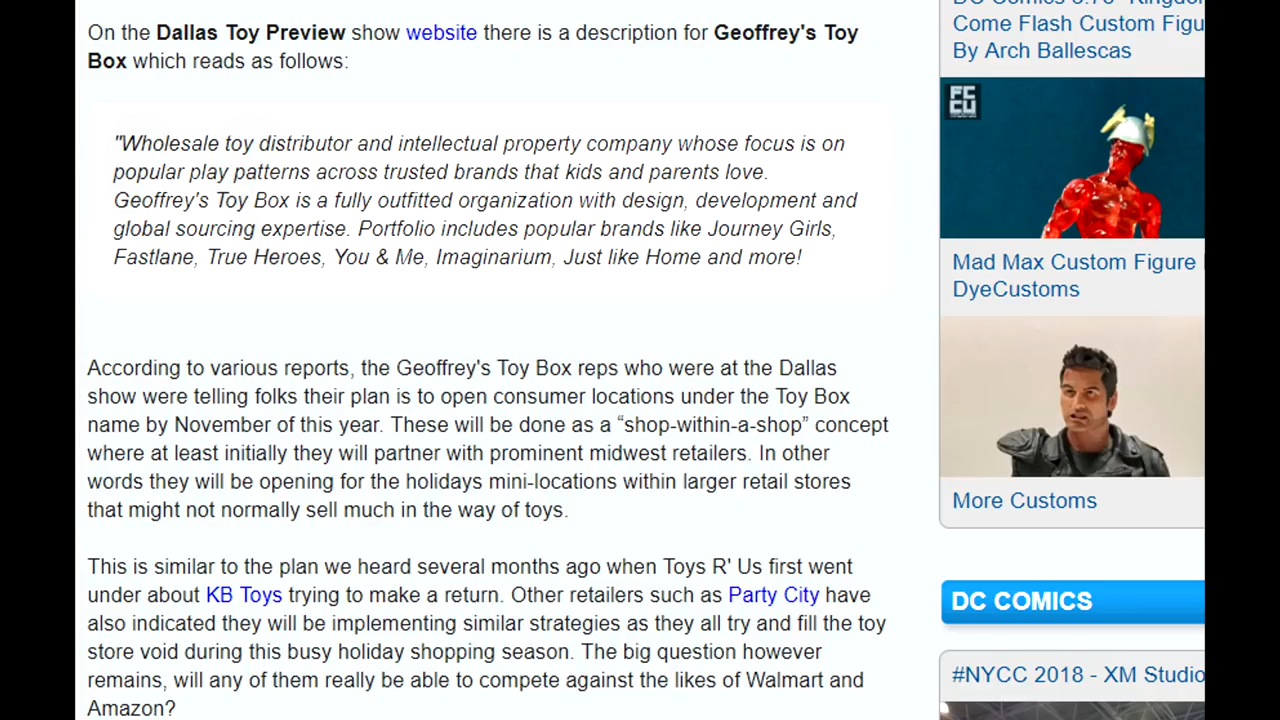 On the Dallas Toy Preview show website there is a description for Geoffrey's Toy
Box which reads as follows:
"Wholesale toy distributor and intellectual property company whose focus is on
popular play patterns across trusted brands that kids and parents love.
Geoffrey's Toy Box is a fully outfitted organization with design, development and
global sourcing expertise. Portfolio includes popular brands like Journey Girls,
Fastlane, True Heroes, You & Me, Imaginarium, Just like Home and more!
According to various reports, the Geoffrey's Toy Box reps who were at the Dallas
show were telling folks their plan is to open consumer locations under the Toy Box
name by November of this year. These will be done as a “shop-within-a-shop” concept
where at least initially they will partner with prominent midwest retailers. In other
words they will be opening for the holidays mini-locations within larger retail stores
that might not normally sell much in the way of toys.
This is similar to the plan we heard several months ago when Toys R' Us first went
under about KB Toys trying to make a return. Other retailers such as Party City have
also indicated they will be implementing similar strategies as they all try and fill the toy
store void during this busy holiday shopping season. The big question however
remains, will any of them really be able to compete against the likes of Walmart and
Amazon?
Come Flash Custom Figu
By Arch Ballescas
FC
CU
Mad Max Custom Figure
DyeCustoms
More Customs
DC COMICS
#NYCC 2018 - XM Studio